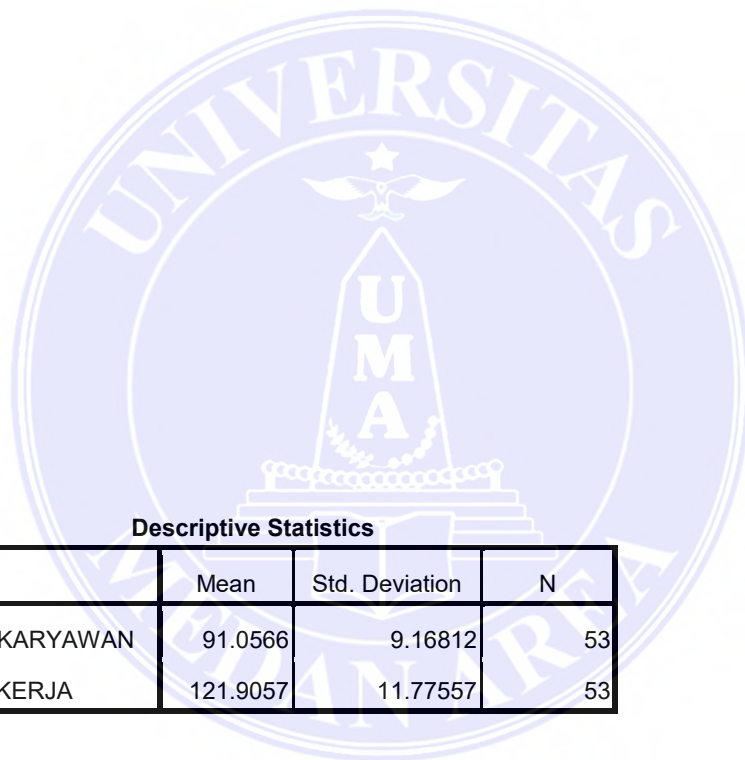 UNIVERSITAS
U
M
A
Descriptive Statistics
Mean Std. Deviation N
KARYAWAN 91.0566 9.16812 53
KERJA 121.9057 11.77557 53
MEDAN AREA